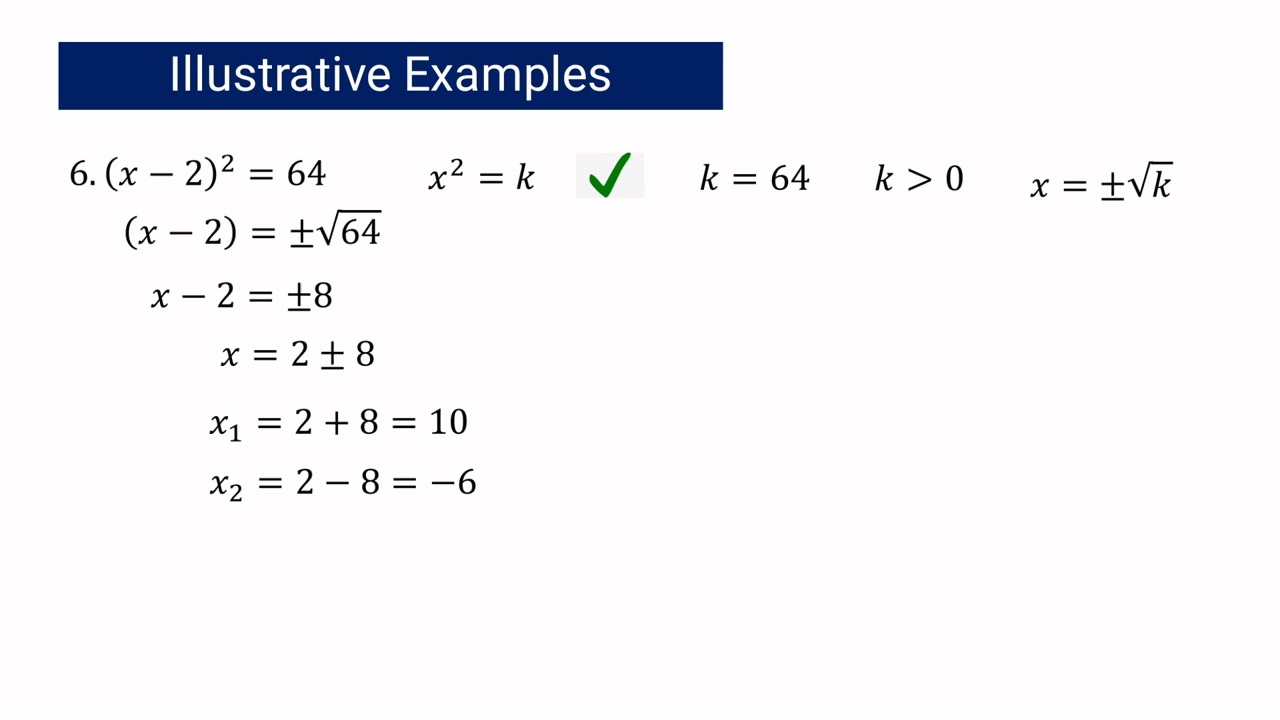 Illustrative Examples
6. (x − 2)² = 64 x² = k k = 64 k > 0 x = ±√k
(x − 2) = ±√64
x − 2 = ±8
x = 2 ± 8
x₁ = 2 + 8 = 10
x₂ = 2 − 8 = −6